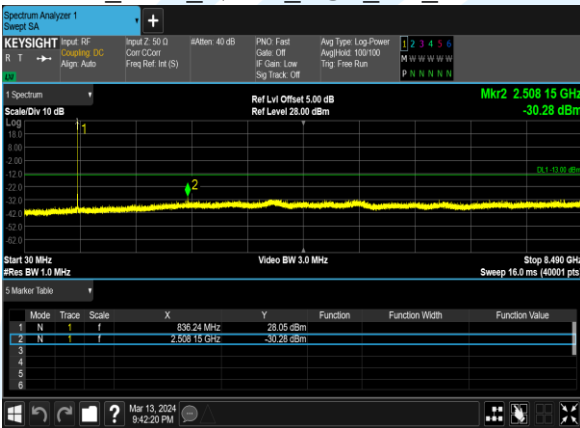 Spectrum Analyzer 1
Swept SA
+
KEYSIGHT Input: RF Input Z: 50 Ω #Atten: 40 dB PNO: Fast Avg Type: Log-Power 1 2 3 4 5 6
R T Coupling: DC Corr CCorr Gate: Off Avg|Hold: 100/100 M W W W W W
Align: Auto Freq Ref: Int (S) IF Gain: Low Trig: Free Run
LV Sig Track: Off P N N N N N
1 Spectrum Ref Lvl Offset 5.00 dB Mkr2 2.508 15 GHz
Scale/Div 10 dB Ref Level 28.00 dBm -30.28 dBm
Log
18.0
8.00
-2.00
-12.0 DL1 -13.00 dBm
-22.0
-32.0
-42.0
-52.0
-62.0
1
2
Start 30 MHz Video BW 3.0 MHz Stop 8.490 GHz
#Res BW 1.0 MHz Sweep 16.0 ms (40001 pts
5 Marker Table
Mode Trace Scale X Y Function Function Width Function Value
1 N 1 f 836.24 MHz 28.05 dBm
2 N 1 f 2.508 15 GHz -30.28 dBm
3
4
5
6
? Mar 13, 2024
9:42:20 PM